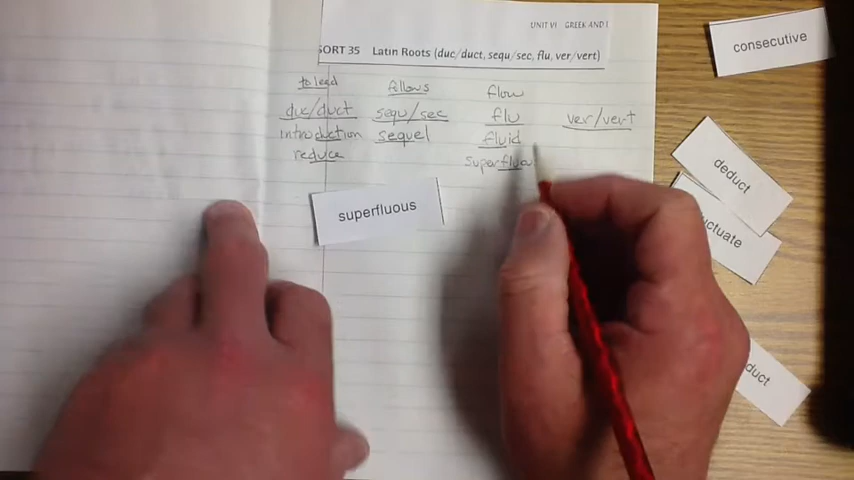 UNIT VI GREEK AND
SORT 35 Latin Roots (duc/duct, sequ/sec, flu, ver/vert)
to lead follows flow
duc/duct sequ/sec flu ver/vert
introduction sequel fluid
reduce
superfluous
consecutive
deduct